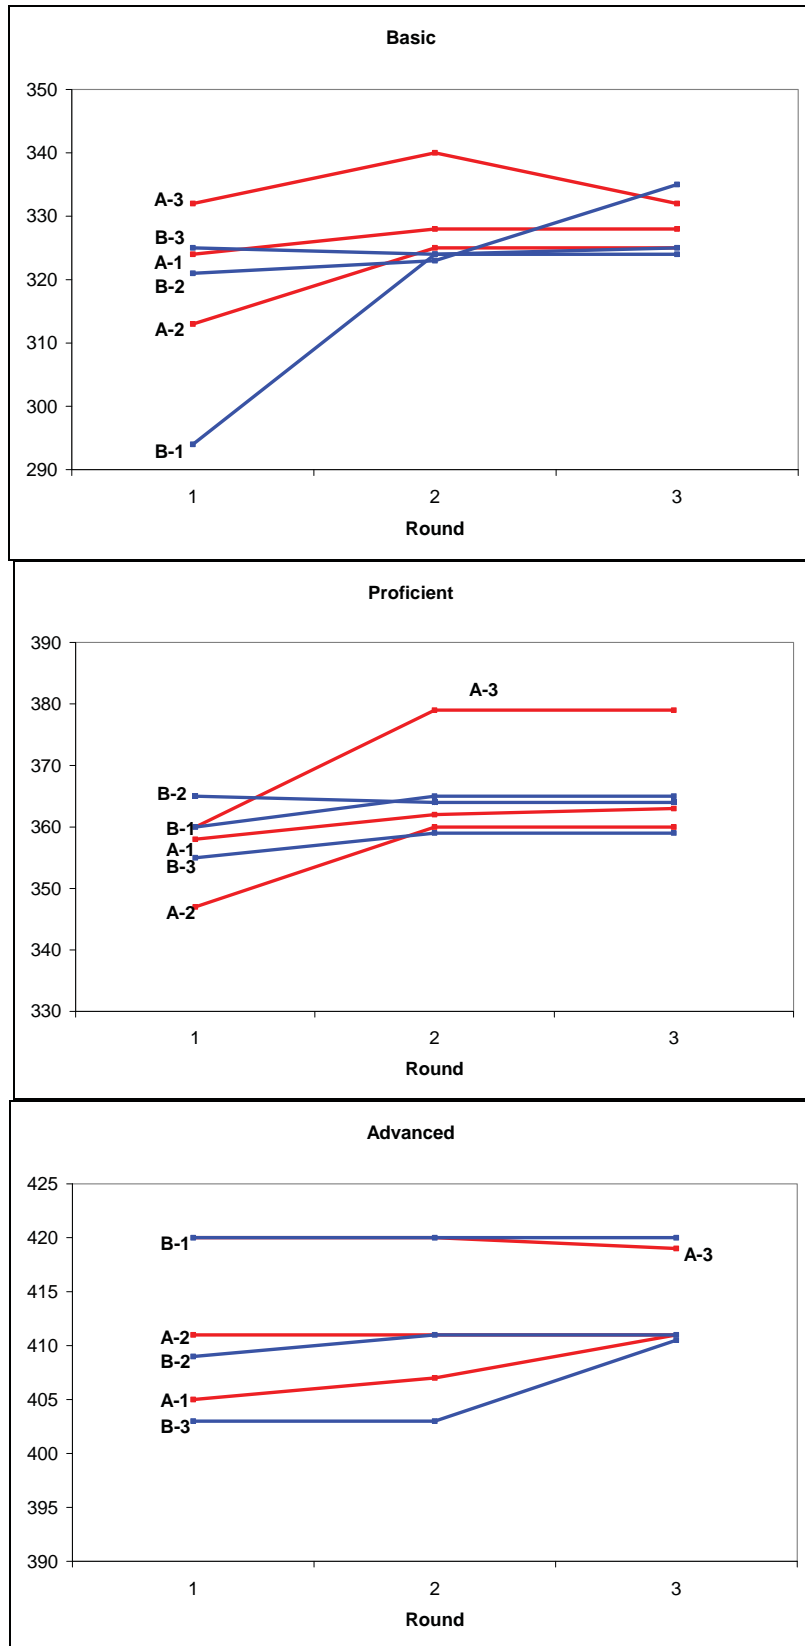 Basic
350
340
A-3
330
B-3
A-1
320
B-2
A-2
310
300
B-1
290
1 2 3
Round
Proficient
390
A-3
380
370
B-2
360
B-1
A-1
B-3
350
A-2
340
330
1 2 3
Round
Advanced
425
420
B-1
A-3
415
410
A-2
B-2
405
A-1
B-3
400
395
390
1 2 3
Round